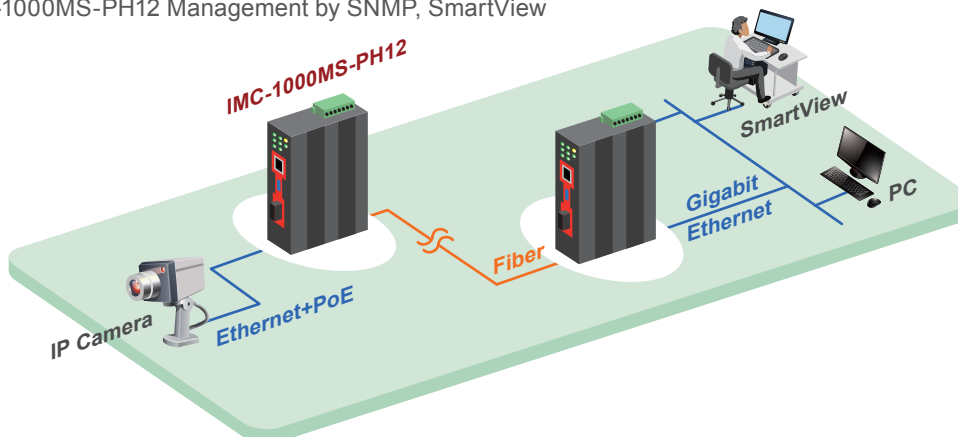 -1000MS-PH12 Management by SNMP, SmartView
IMC-1000MS-PH12
SmartView
PC
Gigabit
Ethernet
Fiber
Ethernet+PoE
IP Camera